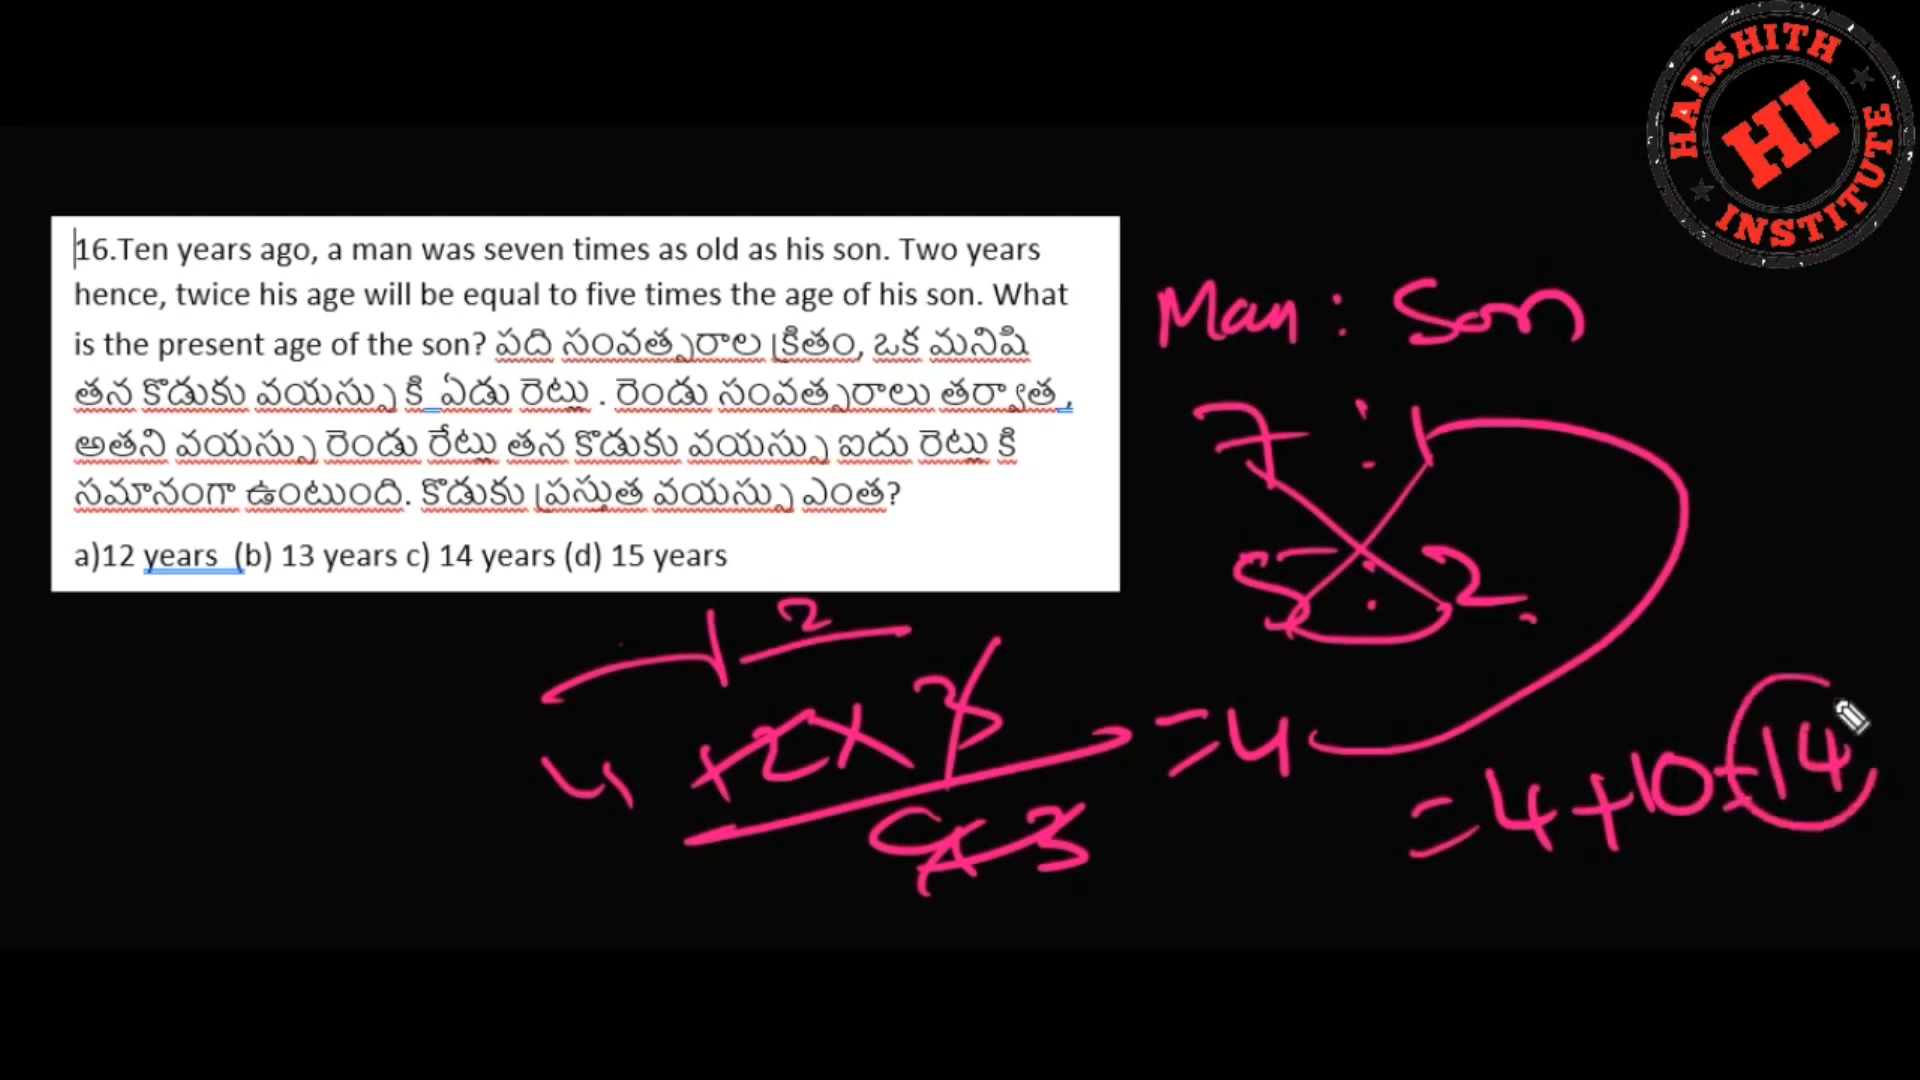 HARSHITH
HI
INSTITUTE
16.Ten years ago, a man was seven times as old as his son. Two years
hence, twice his age will be equal to five times the age of his son. What
is the present age of the son? పది సంవత్సరాల క్రితం, ఒక మనిషి
తన కొడుకు వయస్సు కి ఏడు రెట్లు . రెండు సంవత్సరాలు తర్వాత ,
అతని వయస్సు రెండు రేట్లు తన కొడుకు వయస్సు ఐదు రెట్లు కి
సమానంగా ఉంటుంది. కొడుకు ప్రస్తుత వయస్సు ఎంత?
a)12 years (b) 13 years c) 14 years (d) 15 years
Man : Son
7 : 1
5 : 2
12
4 +2 x 3 = 4
= 4 + 10 = 14